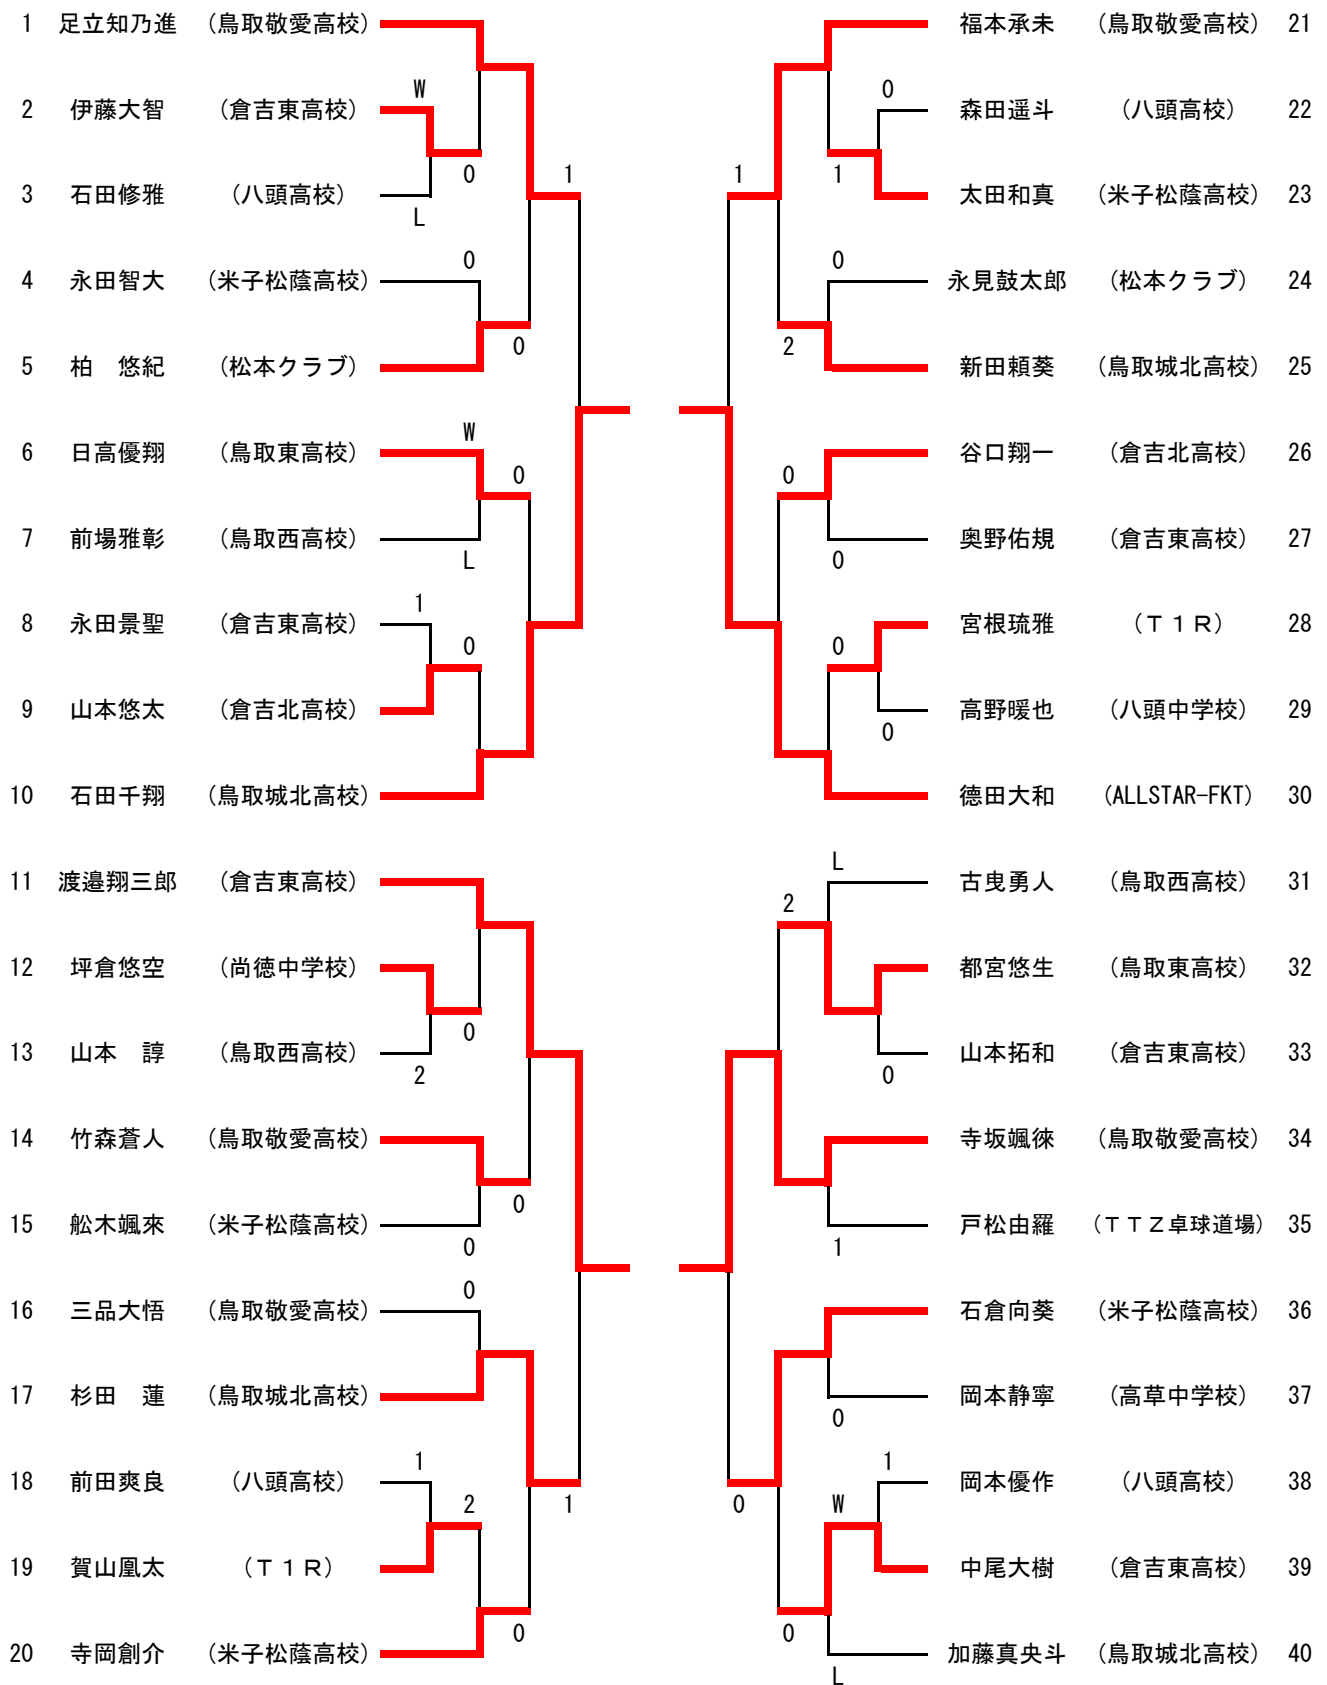 1 足立知乃進 (鳥取敬愛高校) 福本承未 (鳥取敬愛高校) 21
W 0
2 伊藤大智 (倉吉東高校) 森田遥斗 (八頭高校) 22
0 1 1 1
3 石田修雅 (八頭高校) 太田和真 (米子松蔭高校) 23
L
0 0
4 永田智大 (米子松蔭高校) 永見鼓太郎 (松本クラブ) 24
0 2
5 柏 悠紀 (松本クラブ) 新田頼葵 (鳥取城北高校) 25
W
6 日高優翔 (鳥取東高校) 谷口翔一 (倉吉北高校) 26
0 0
7 前場雅彰 (鳥取西高校) 奥野佑規 (倉吉東高校) 27
L 0
1
8 永田景聖 (倉吉東高校) 宮根琉雅 (T1R) 28
0 0
9 山本悠太 (倉吉北高校) 高野暖也 (八頭中学校) 29
0
10 石田千翔 (鳥取城北高校) 德田大和 (ALLSTAR-FKT) 30
L
11 渡邉翔三郎 (倉吉東高校) 古曳勇人 (鳥取西高校) 31
2
12 坪倉悠空 (尚徳中学校) 都宮悠生 (鳥取東高校) 32
0
13 山本 諄 (鳥取西高校) 山本拓和 (倉吉東高校) 33
2 0
14 竹森蒼人 (鳥取敬愛高校) 寺坂颯徠 (鳥取敬愛高校) 34
0
15 舩木颯來 (米子松蔭高校) 戸松由羅 (TTZ卓球道場) 35
0 1
0
16 三品大悟 (鳥取敬愛高校) 石倉向葵 (米子松蔭高校) 36
17 杉田 蓮 (鳥取城北高校) 岡本静寧 (高草中学校) 37
0
1 1
18 前田爽良 (八頭高校) 岡本優作 (八頭高校) 38
2 1 0 W
19 賀山凰太 (T1R) 中尾大樹 (倉吉東高校) 39
0 0
20 寺岡創介 (米子松蔭高校) 加藤真央斗 (鳥取城北高校) 40
L